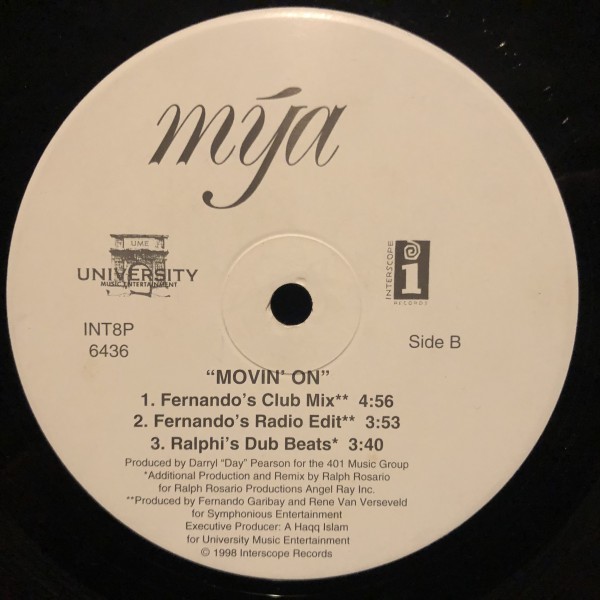 mýa
UME
UNIVERSITY
MUSIC ENTERTAINMENT
INTERSCOPE
RECORDS
INT8P
6436
Side B
“MOVIN’ ON”
1. Fernando’s Club Mix** 4:56
2. Fernando’s Radio Edit** 3:53
3. Ralphi’s Dub Beats* 3:40
Produced by Darryl “Day” Pearson for the 401 Music Group
*Additional Production and Remix by Ralph Rosario
for Ralph Rosario Productions Angel Ray Inc.
**Produced by Fernando Garibay and Rene Van Verseveld
for Symphonious Entertainment
Executive Producer: A Haqq Islam
for University Music Entertainment
© 1998 Interscope Records